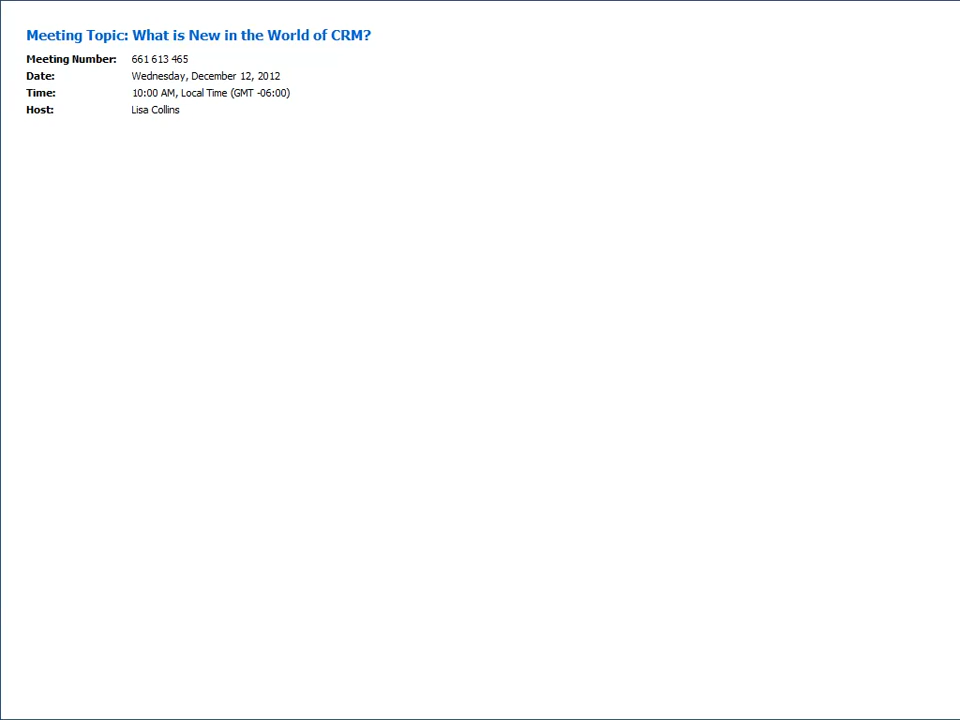 Meeting Topic: What is New in the World of CRM?
Meeting Number: 661 613 465
Date: Wednesday, December 12, 2012
Time: 10:00 AM, Local Time (GMT -06:00)
Host: Lisa Collins